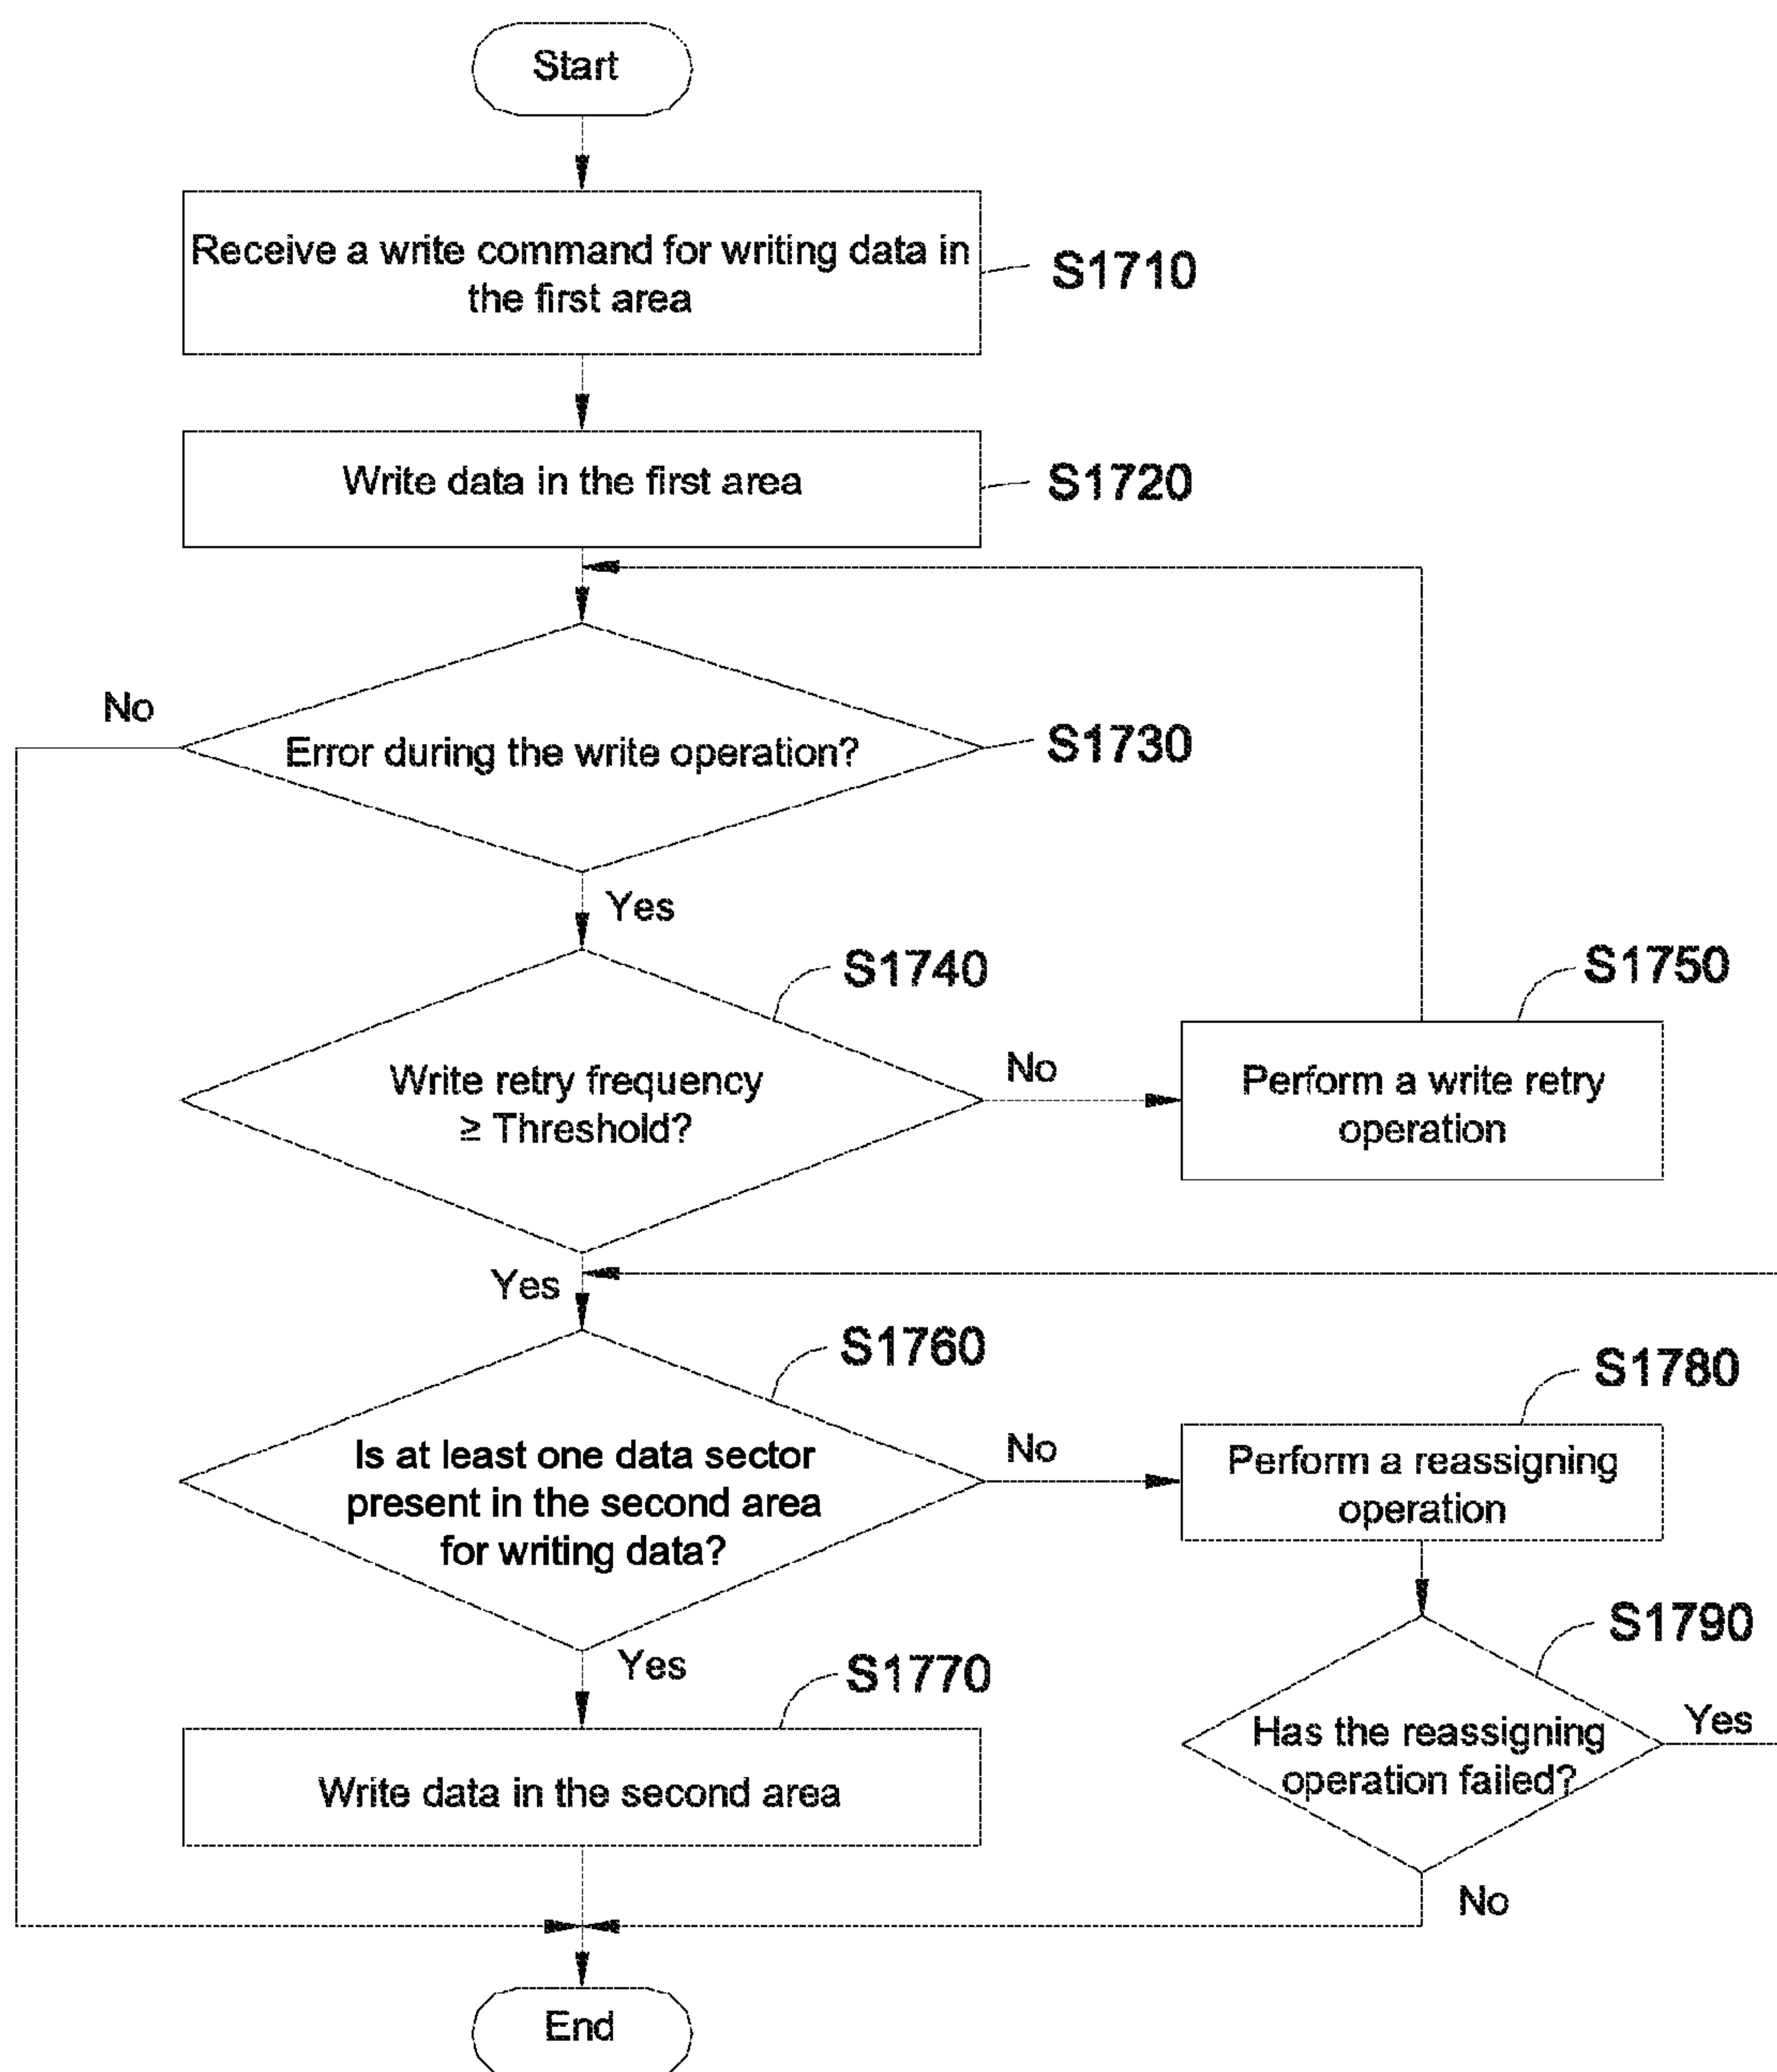 Start
Receive a write command for writing data in
the first area
S1710
Write data in the first area
S1720
No
Error during the write operation?
S1730
Yes
S1740
S1750
Write retry frequency
≥ Threshold?
No
Perform a write retry
operation
Yes
S1760
S1780
Is at least one data sector
present in the second area
for writing data?
No
Perform a reassigning
operation
S1790
Yes
S1770
Has the reassigning
operation failed?
Yes
Write data in the second area
No
End